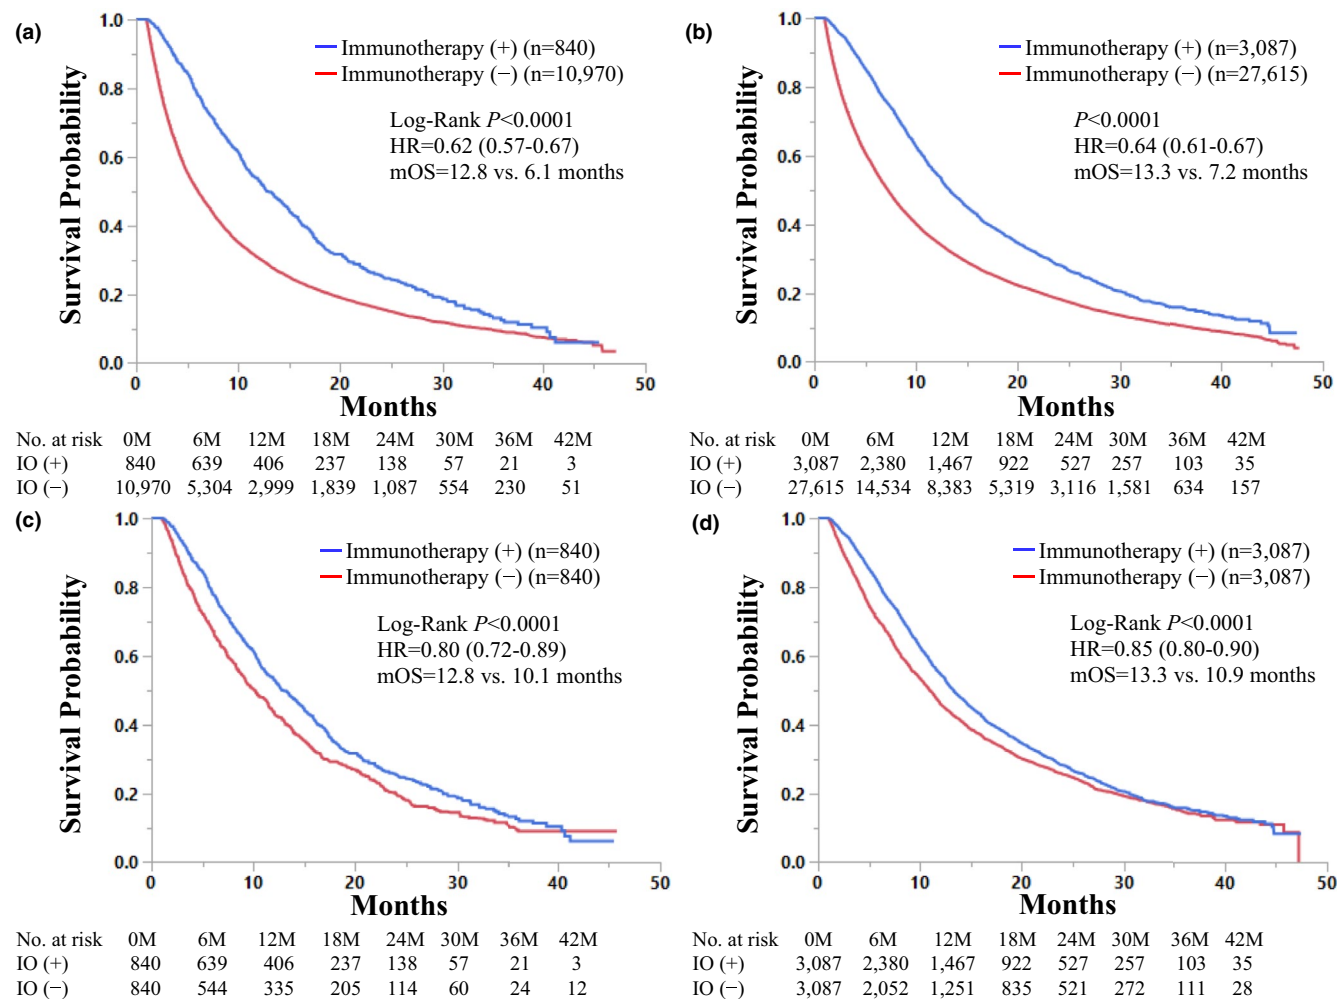 (a)
Survival Probability
1.0
0.8
0.6
0.4
0.2
0.0
Immunotherapy (+) (n=840)
Immunotherapy (−) (n=10,970)
Log-Rank P<0.0001
HR=0.62 (0.57-0.67)
mOS=12.8 vs. 6.1 months
0 10 20 30 40 50
Months
No. at risk 0M 6M 12M 18M 24M 30M 36M 42M
IO (+) 840 639 406 237 138 57 21 3
IO (−) 10,970 5,304 2,999 1,839 1,087 554 230 51
(b)
Survival Probability
1.0
0.8
0.6
0.4
0.2
0.0
Immunotherapy (+) (n=3,087)
Immunotherapy (−) (n=27,615)
P<0.0001
HR=0.64 (0.61-0.67)
mOS=13.3 vs. 7.2 months
0 10 20 30 40 50
Months
No. at risk 0M 6M 12M 18M 24M 30M 36M 42M
IO (+) 3,087 2,380 1,467 922 527 257 103 35
IO (−) 27,615 14,534 8,383 5,319 3,116 1,581 634 157
(c)
Survival Probability
1.0
0.8
0.6
0.4
0.2
0.0
Immunotherapy (+) (n=840)
Immunotherapy (−) (n=840)
Log-Rank P<0.0001
HR=0.80 (0.72-0.89)
mOS=12.8 vs. 10.1 months
0 10 20 30 40 50
Months
No. at risk 0M 6M 12M 18M 24M 30M 36M 42M
IO (+) 840 639 406 237 138 57 21 3
IO (−) 840 544 335 205 114 60 24 12
(d)
Survival Probability
1.0
0.8
0.6
0.4
0.2
0.0
Immunotherapy (+) (n=3,087)
Immunotherapy (−) (n=3,087)
Log-Rank P<0.0001
HR=0.85 (0.80-0.90)
mOS=13.3 vs. 10.9 months
0 10 20 30 40 50
Months
No. at risk 0M 6M 12M 18M 24M 30M 36M 42M
IO (+) 3,087 2,380 1,467 922 527 257 103 35
IO (−) 3,087 2,052 1,251 835 521 272 111 28